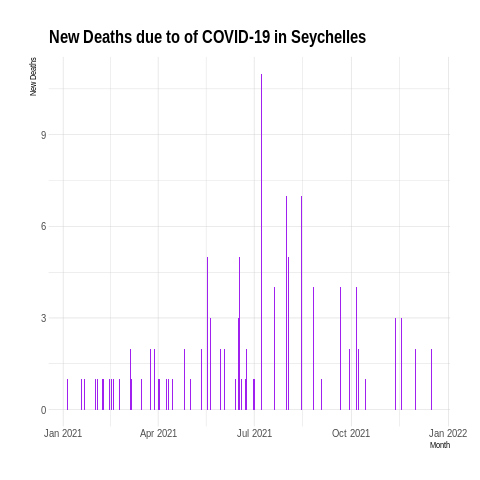 New Deaths due to of COVID-19 in Seychelles
New Deaths
9
6
3
0
Jan 2021 Apr 2021 Jul 2021 Oct 2021 Jan 2022
Month